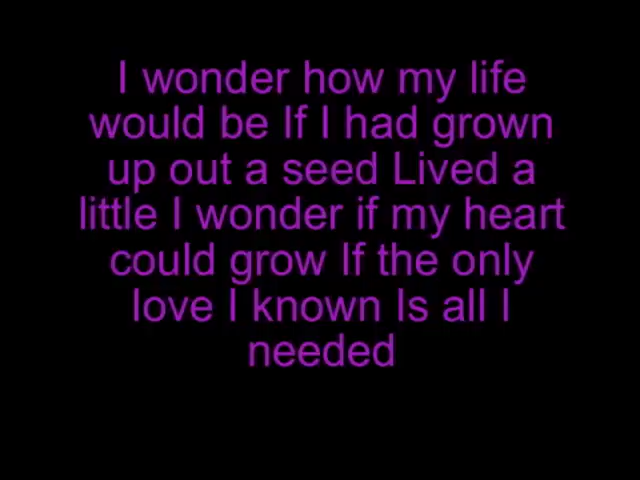 I wonder how my life
would be If I had grown
up out a seed Lived a
little I wonder if my heart
could grow If the only
love I known Is all I
needed